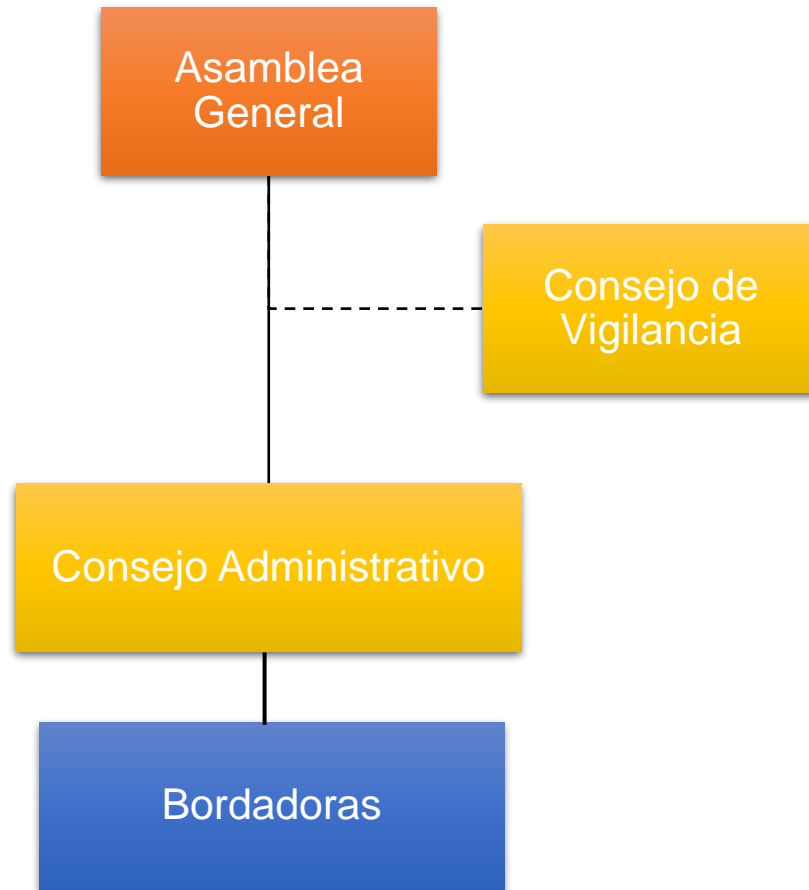 Asamblea
General
Consejo de
Vigilancia
Consejo Administrativo
Bordadoras